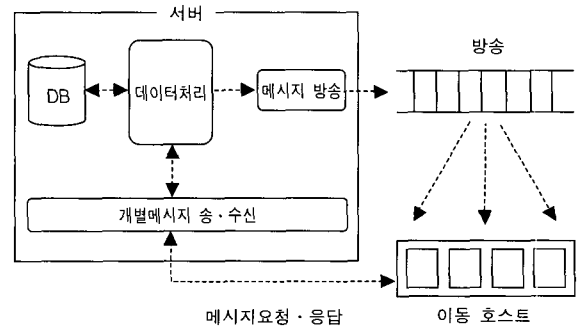 서버
방송
DB
데이터처리
메시지 방송
개별메시지 송·수신
메시지요청·응답
이동 호스트